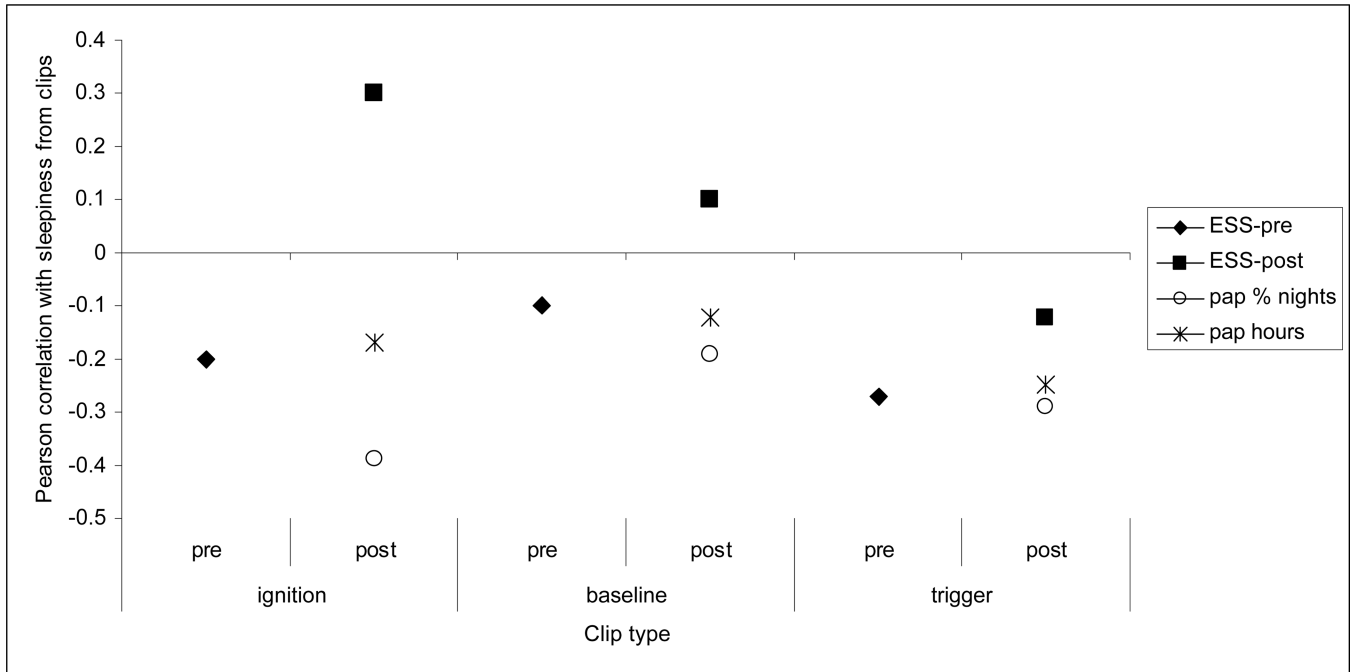 Pearson correlation with sleepiness from clips
0.4
0.3
0.2
0.1
0
-0.1
-0.2
-0.3
-0.4
-0.5
pre
post
pre
post
pre
post
ignition
baseline
trigger
Clip type
ESS-pre
ESS-post
pap % nights
pap hours